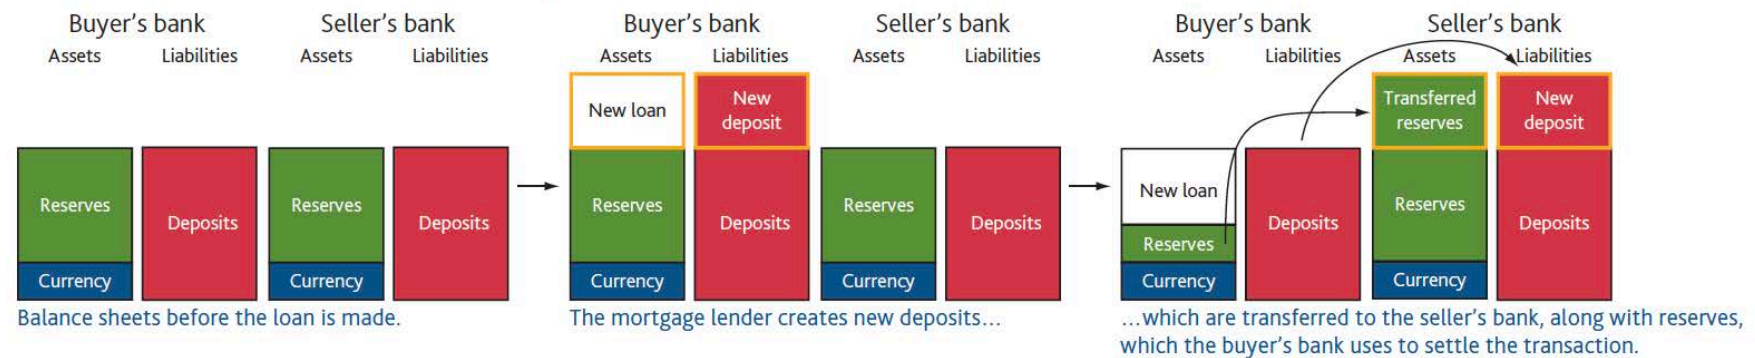 Buyer's bank
Seller's bank
Assets
Liabilities
Assets
Liabilities
Reserves
Currency
Deposits
Reserves
Currency
Deposits
Balance sheets before the loan is made.
Buyer's bank
Seller's bank
Assets
Liabilities
Assets
Liabilities
New loan
Reserves
Currency
New
deposit
Deposits
Reserves
Currency
Deposits
The mortgage lender creates new deposits…
Buyer's bank
Seller's bank
Assets
Liabilities
Assets
Liabilities
New loan
Reserves
Currency
Deposits
Transferred
reserves
Reserves
Currency
New
deposit
Deposits
…which are transferred to the seller's bank, along with reserves,
which the buyer's bank uses to settle the transaction.